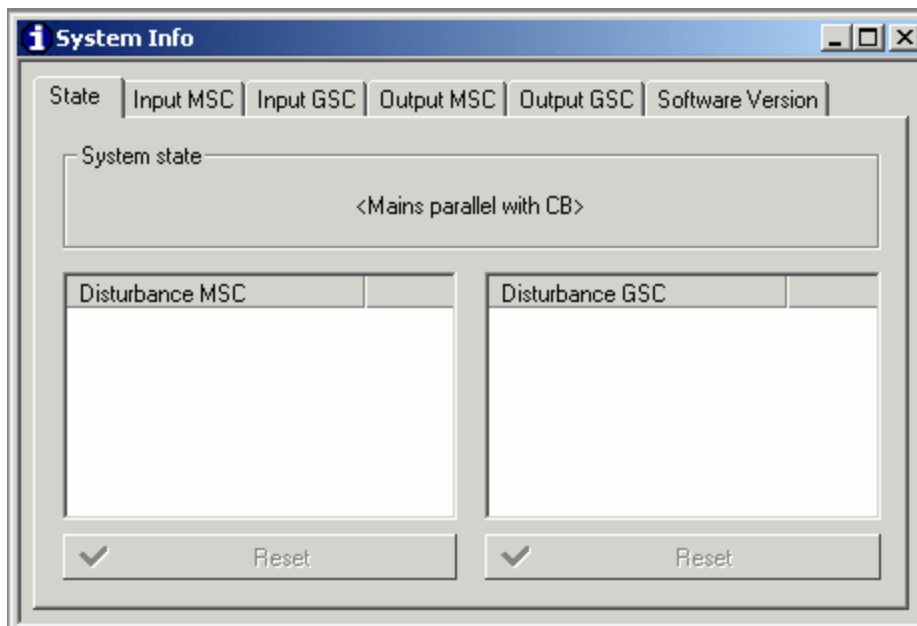 System Info
State Input MSC Input GSC Output MSC Output GSC Software Version
System state
<Mains parallel with CB>
Disturbance MSC Disturbance GSC
Reset Reset